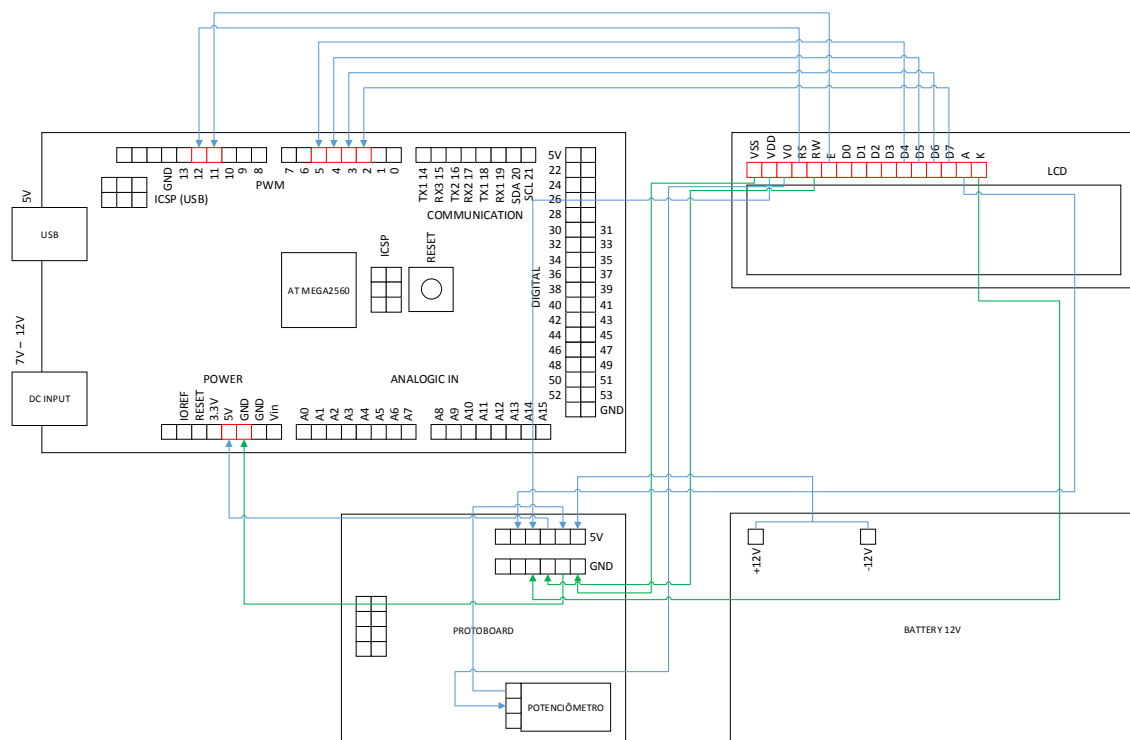 5V
USB
7V – 12V
DC INPUT
GND
13
12
11
10
9
8
PWM
ICSP (USB)
7
6
5
4
3
2
1
0
TX1 14
RX3 15
TX2 16
RX2 17
TX1 18
RX1 19
SDA 20
SCL 21
COMMUNICATION
AT MEGA2560
ICSP
RESET
DIGITAL
5V
22
24
26
28
30 31
32 33
34 35
36 37
38 39
40 41
42 43
44 45
46 47
48 49
50 51
52 53
GND
POWER
IOREF
RESET
3.3V
5V
GND
GND
Vin
ANALOGIC IN
A0
A1
A2
A3
A4
A5
A6
A7
A8
A9
A10
A11
A12
A13
A14
A15
VSS
VDD
V0
RS
RW
E
D0
D1
D2
D3
D4
D5
D6
D7
A
K
LCD
5V
GND
PROTOBOARD
POTENCIÔMETRO
+12V
-12V
BATTERY 12V